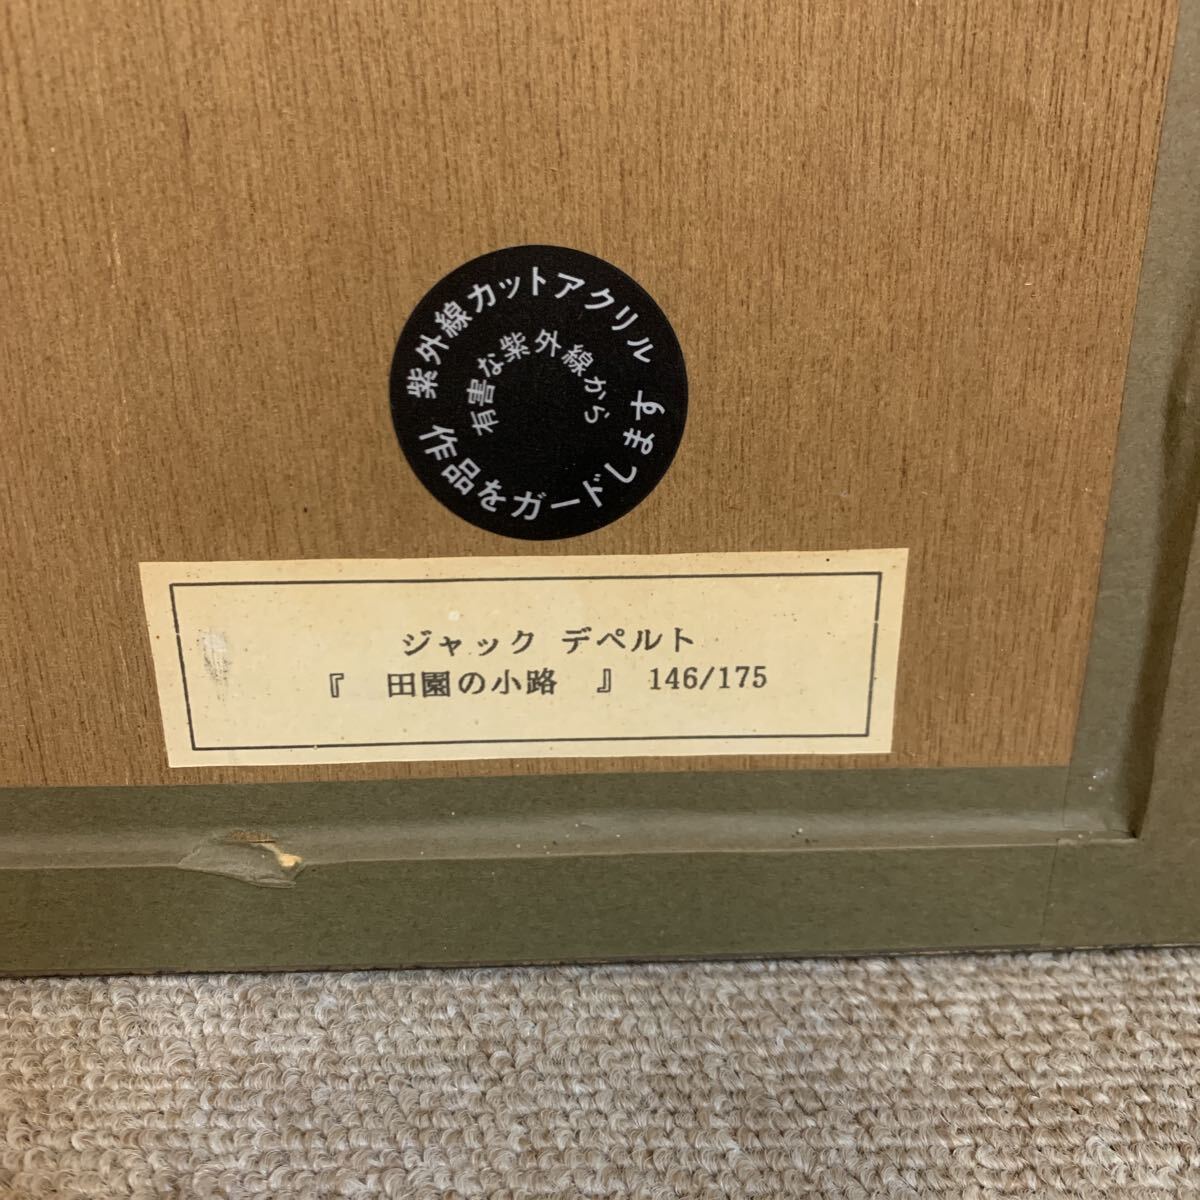 紫外線カットアクリル
有害な紫外線から
作品をガードします
ジャック デペルト
『 田園の小路 』 146/175